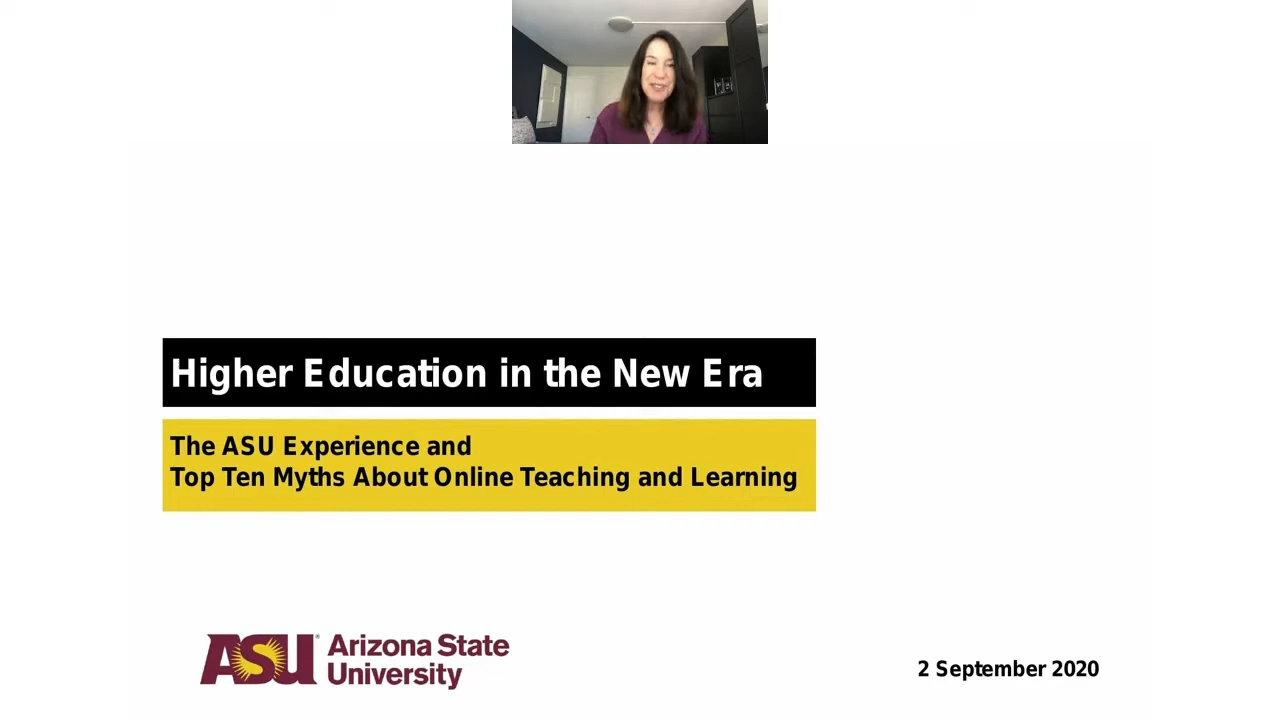 Higher Education in the New Era
The ASU Experience and
Top Ten Myths About Online Teaching and Learning
ASU® Arizona State
University
2 September 2020